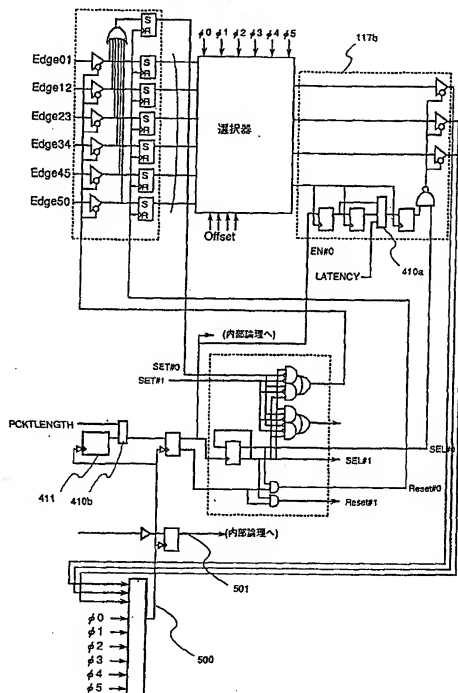 φ0 φ1 φ2 φ3 φ4 φ5
117b
S
R
Edge01
S
R
Edge12
S
R
Edge23
S
R
Edge34
S
R
Edge45
S
R
Edge50
S
R
選択器
Offset
EN#0
LATENCY
410a
(内部論理へ)
SET#0
SET#1
PCKTLENGTH
SEL#0
SEL#1
411
410b
Reset#0
Reset#1
(内部論理へ)
501
500
φ0
φ1
φ2
φ3
φ4
φ5